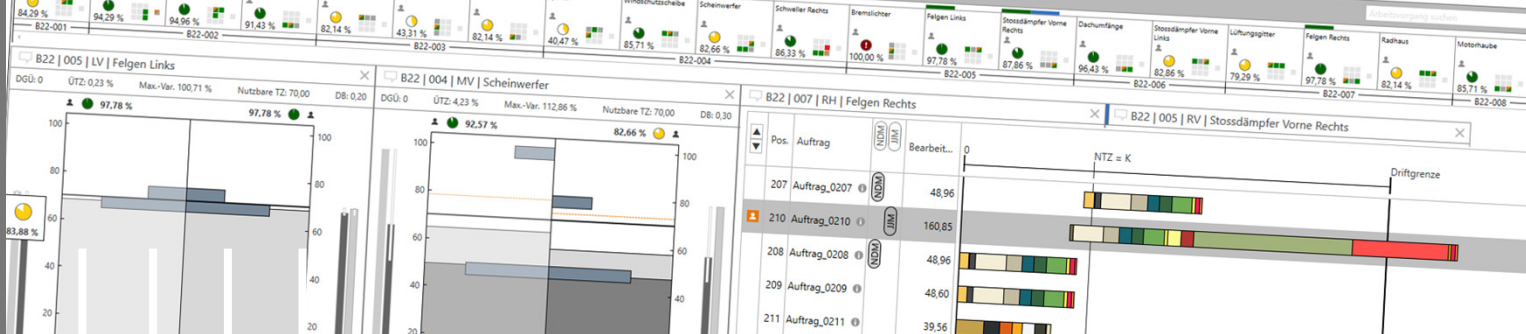 Windschutzscheibe
Scheinwerfer
Schweller Rechts
Bremslichter
Felgen Links
Stossdämpfer Vorne
Rechts
Dachumfänge
Stossdämpfer Vorne
Links
Lüftungsgitter
Felgen Rechts
Radhaus
Motorhaube
Arbeitsvorgang suchen
84,29 %
94,29 %
94,96 %
91,43 %
82,14 %
43,31 %
82,14 %
40,47 %
85,71 %
82,66 %
86,33 %
100,00 %
97,78 %
87,86 %
96,43 %
82,86 %
79,29 %
97,78 %
82,14 %
85,71 %
B22-001
B22-002
B22-003
B22-004
B22-005
B22-006
B22-007
B22-008
B22 | 005 | LV | Felgen Links
DGÜ: 0 ÜTZ: 0,23 % Max.-Var. 100,71 % Nutzbare TZ: 70,00 DB: 0,20
97,78 %
97,78 %
100
80
60
40
20
100
80
60
40
20
83,88 %
B22 | 004 | MV | Scheinwerfer
DGÜ: 0 ÜTZ: 4,23 % Max.-Var. 112,86 % Nutzbare TZ: 70,00 DB: 0,30
92,57 %
82,66 %
100
80
60
40
20
100
80
60
40
B22 | 007 | RH | Felgen Rechts
B22 | 005 | RV | Stossdämpfer Vorne Rechts
Pos. Auftrag NDM JJM Bearbeit...
0 NTZ = K Driftgrenze
207 Auftrag_0207 NDM 48,96
210 Auftrag_0210 JJM 160,85
208 Auftrag_0208 NDM 48,96
209 Auftrag_0209 48,60
211 Auftrag_0211 39,56